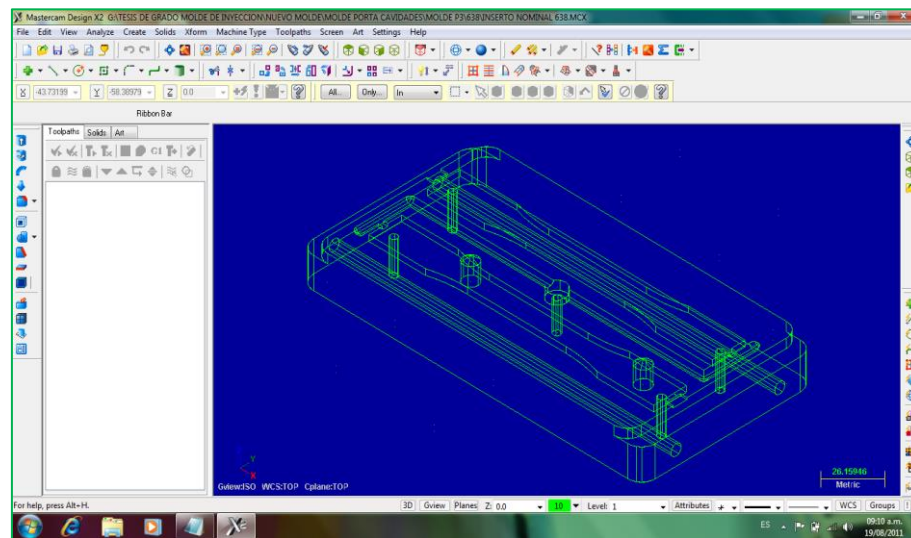 Mastercam Design X2 G:\TESIS DE GRADO MOLDE DE INYECCION\NUEVO MOLDE\MOLDE PORTA CAVIDADES\MOLDE P3\638\INSERTO NOMINAL 638.MCX
File Edit View Analyze Create Solids Xform Machine Type Toolpaths Screen Art Settings Help
X -43.73199 Y -58.38979 Z 0.0 All... Only... In
Ribbon Bar
Toolpaths Solids Art
G1
Y
X
Gview:ISO WCS:TOP Cplane:TOP
26.15946
Metric
For help, press Alt+H.
3D Gview Planes Z: 0.0 10 Level: 1 Attributes WCS Groups
ES 09:10 a.m.
19/08/2011